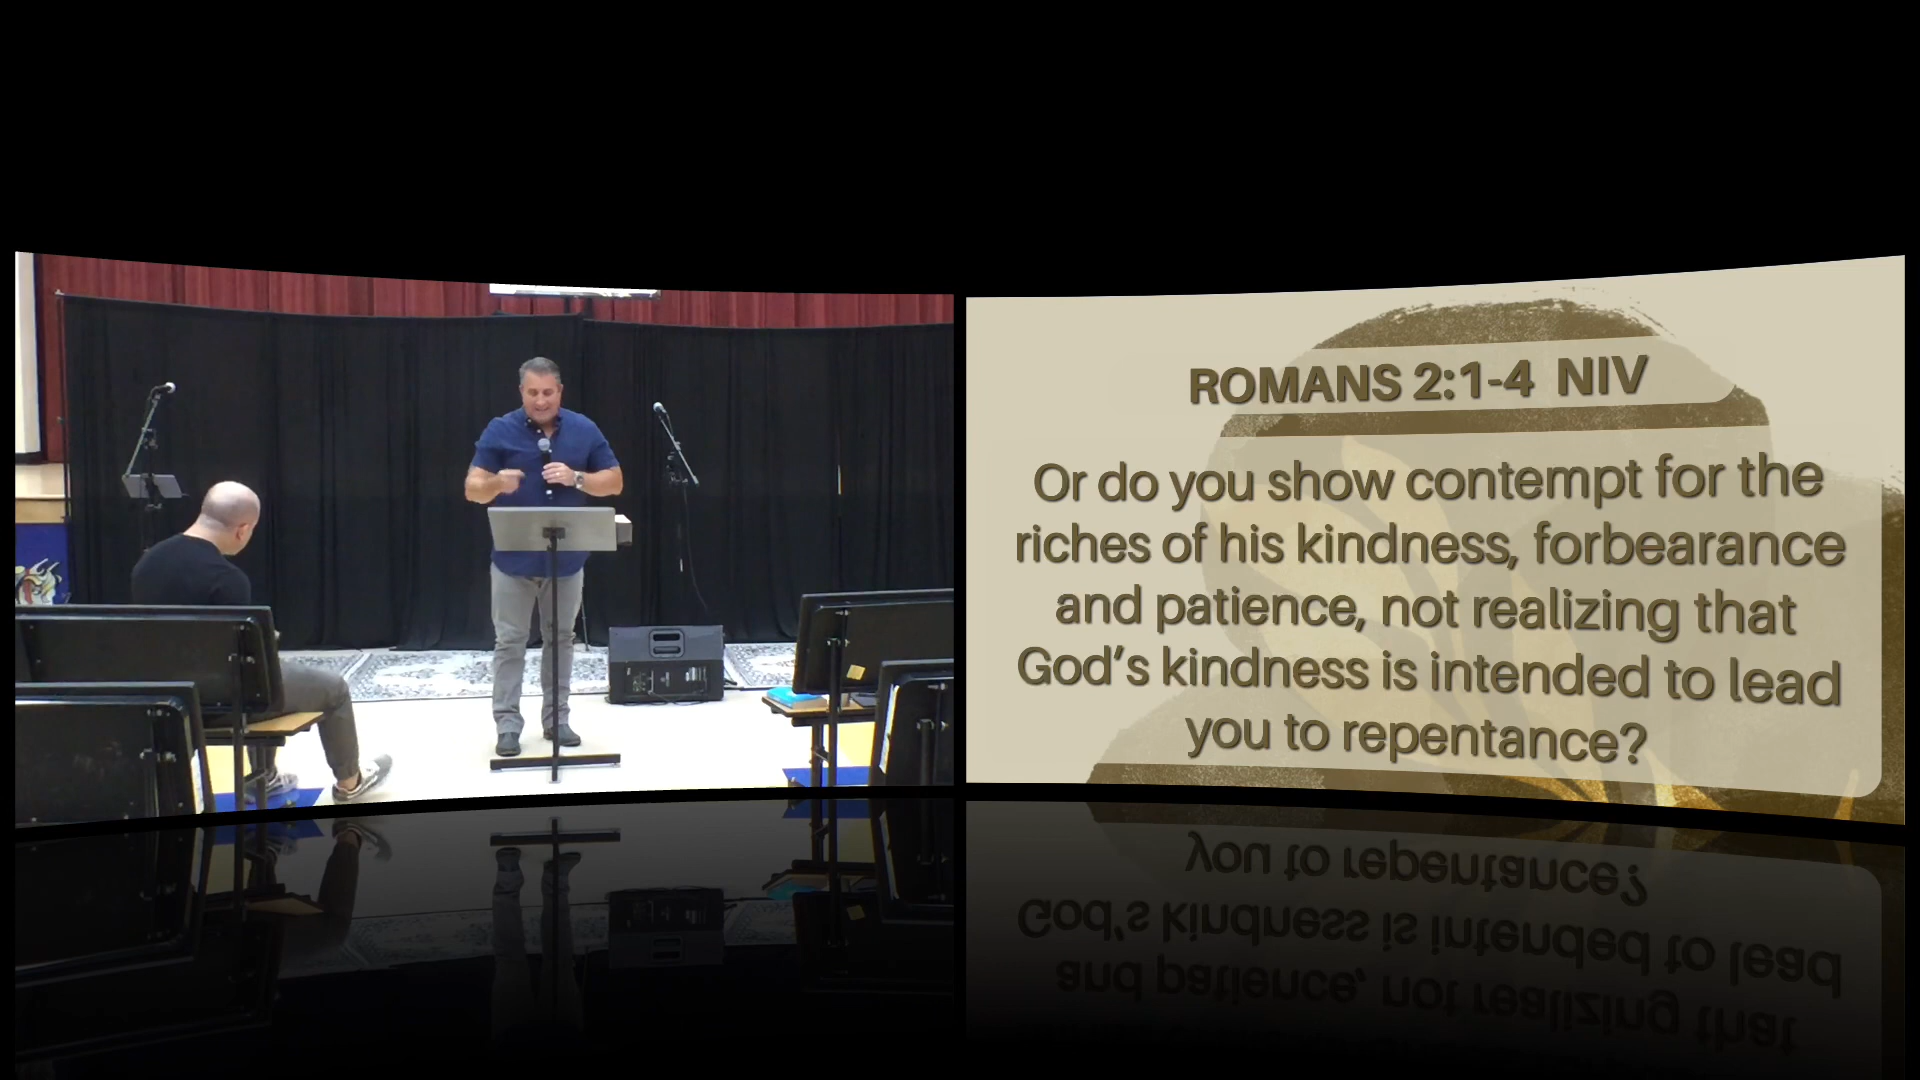 ROMANS 2:1-4 NIV
Or do you show contempt for the
riches of his kindness, forbearance
and patience, not realizing that
God's kindness is intended to lead
you to repentance?